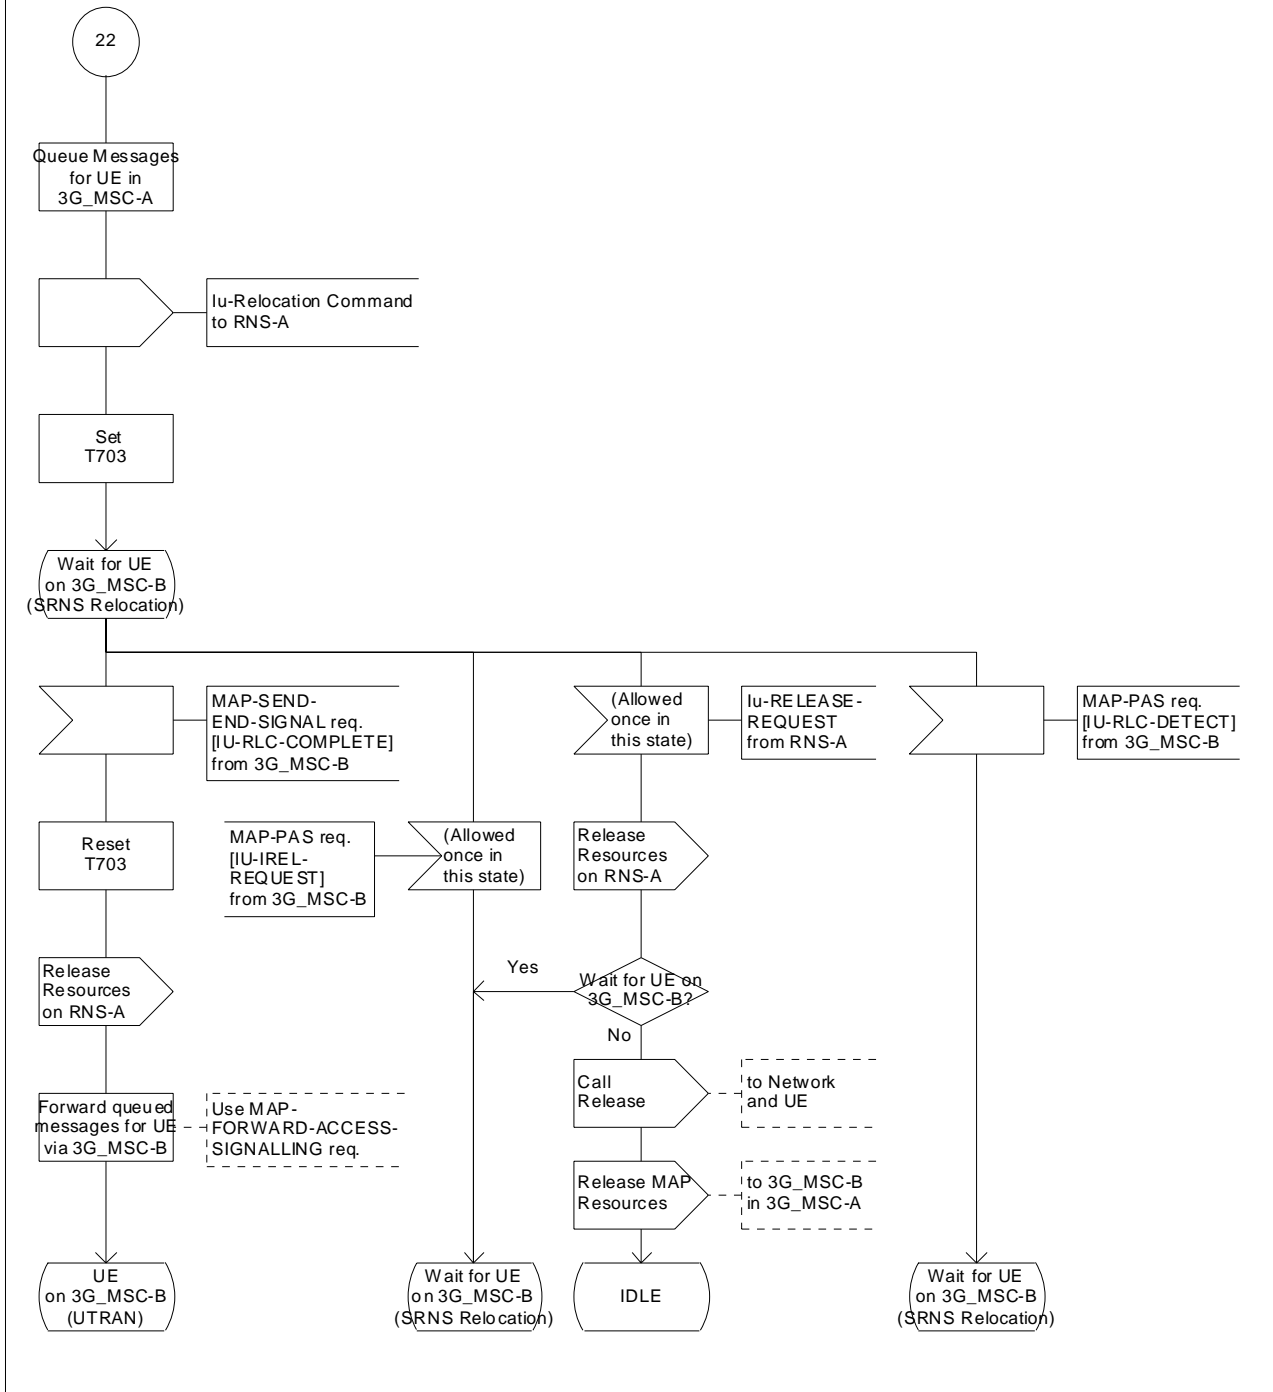 22
Queue Messages
for UE in
3G_MSC-A
Iu-Relocation Command
to RNS-A
Set
T703
Wait for UE
on 3G_MSC-B
(SRNS Relocation)
MAP-SEND-
END-SIGNAL req.
[IU-RLC-COMPLETE]
from 3G_MSC-B
(Allowed
once in
this state)
Iu-RELEASE-
REQUEST
from RNS-A
MAP-PAS req.
[IU-RLC-DETECT]
from 3G_MSC-B
Reset
T703
MAP-PAS req.
[IU-IREL-
REQUEST]
from 3G_MSC-B
(Allowed
once in
this state)
Release
Resources
on RNS-A
Release
Resources
on RNS-A
Yes
Wait for UE on
3G_MSC-B?
No
Call
Release
to Network
and UE
Forward queued
messages for UE
via 3G_MSC-B
Use MAP-
FORWARD-ACCESS-
SIGNALLING req.
Release MAP
Resources
to 3G_MSC-B
in 3G_MSC-A
UE
on 3G_MSC-B
(UTRAN)
Wait for UE
on 3G_MSC-B
(SRNS Relocation)
IDLE
Wait for UE
on 3G_MSC-B
(SRNS Relocation)